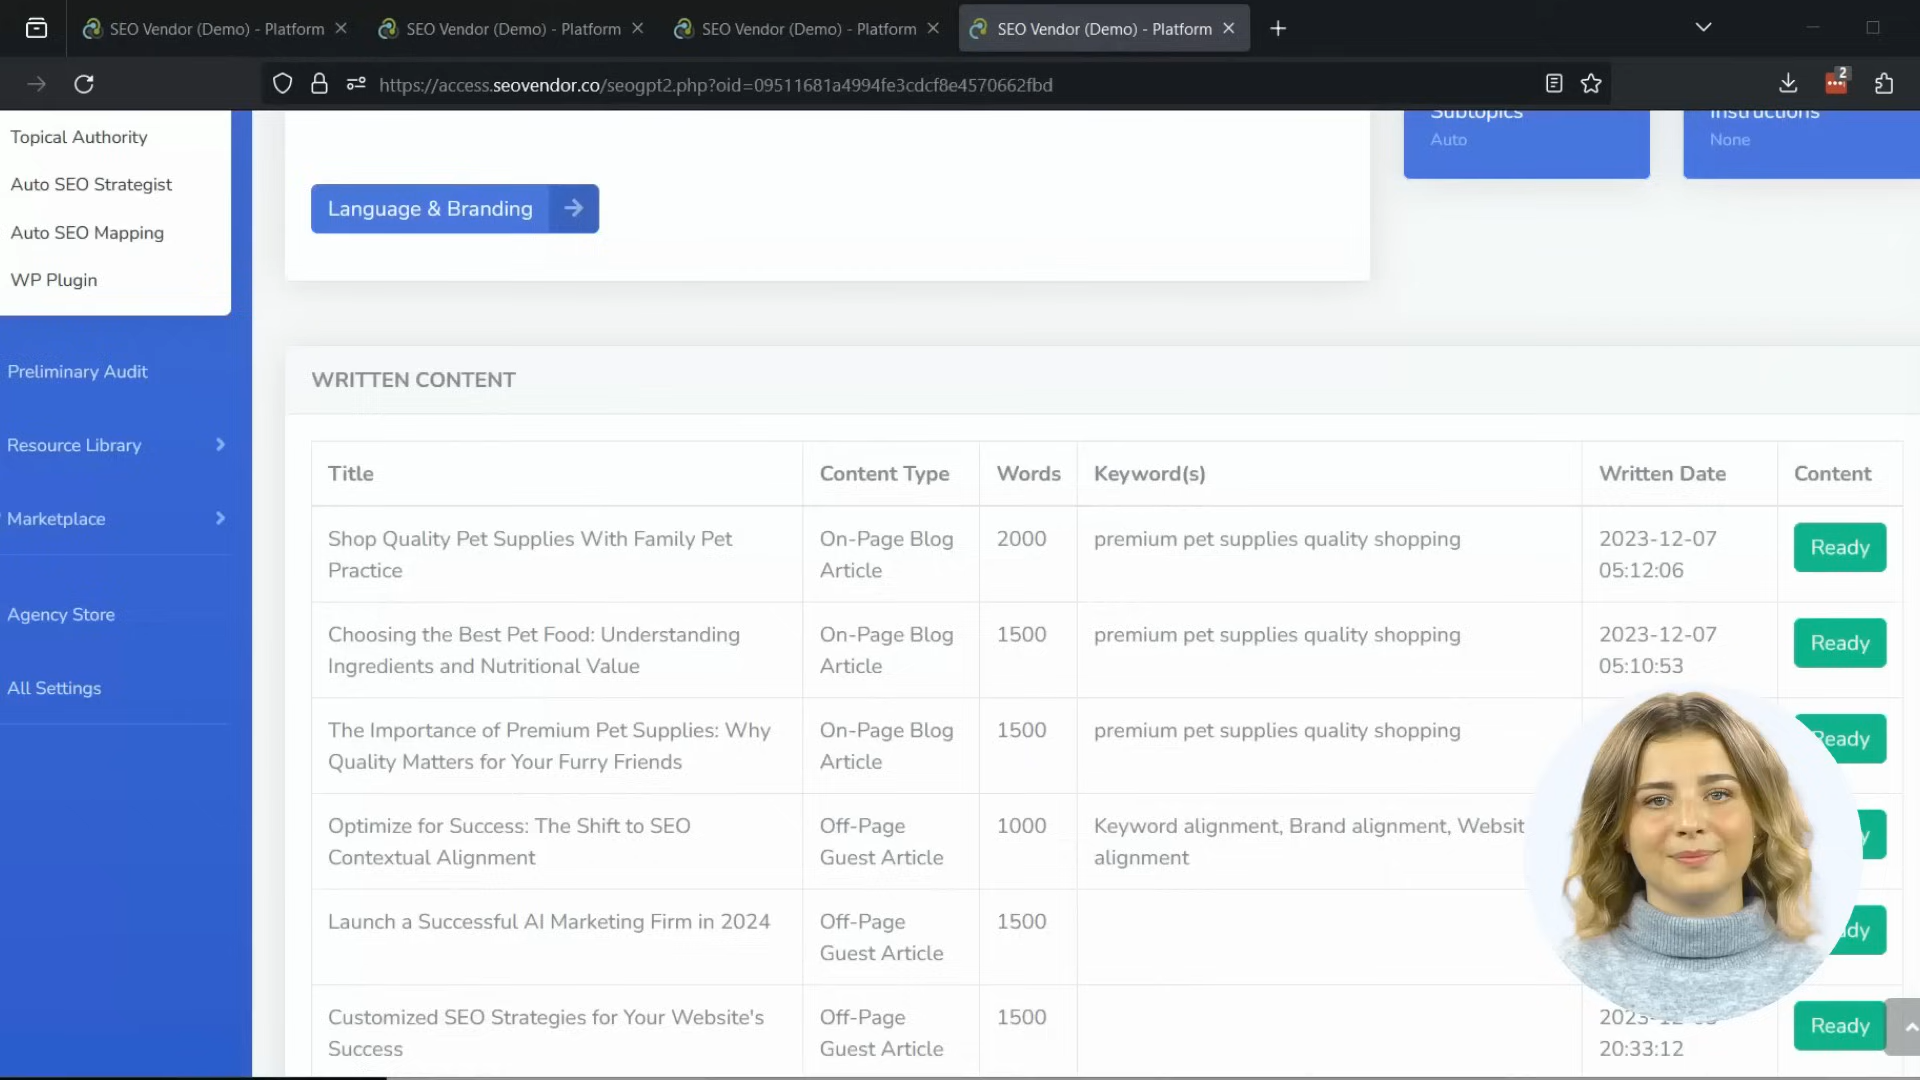 SEO Vendor (Demo) - Platform
SEO Vendor (Demo) - Platform
SEO Vendor (Demo) - Platform
SEO Vendor (Demo) - Platform
https://access.seovendor.co/seogpt2.php?oid=09511681a4994fe3cdcf8e4570662fbd
2
Topical Authority
Auto SEO Strategist
Auto SEO Mapping
WP Plugin
Preliminary Audit
Resource Library
Marketplace
Agency Store
All Settings
Language & Branding
Subtopics
Auto
Instructions
None
WRITTEN CONTENT
Title Content Type Words Keyword(s) Written Date Content
Shop Quality Pet Supplies With Family Pet
Practice
On-Page Blog
Article
2000
premium pet supplies quality shopping
2023-12-07
05:12:06
Ready
Choosing the Best Pet Food: Understanding
Ingredients and Nutritional Value
On-Page Blog
Article
1500
premium pet supplies quality shopping
2023-12-07
05:10:53
Ready
The Importance of Premium Pet Supplies: Why
Quality Matters for Your Furry Friends
On-Page Blog
Article
1500
premium pet supplies quality shopping
Ready
Optimize for Success: The Shift to SEO
Contextual Alignment
Off-Page
Guest Article
1000
Keyword alignment, Brand alignment, Websit
alignment
Launch a Successful AI Marketing Firm in 2024
Off-Page
Guest Article
1500
Customized SEO Strategies for Your Website's
Success
Off-Page
Guest Article
1500
20:33:12
Ready